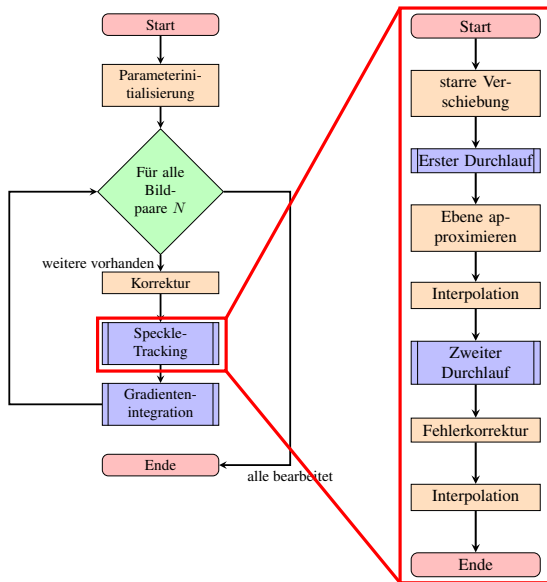 Start
Parameterini-
tialisierung
Für alle
Bild-
paare N
weitere vorhanden
Korrektur
Speckle-
Tracking
Gradienten-
integration
Ende
alle bearbeitet
Start
starre Ver-
schiebung
Erster Durchlauf
Ebene ap-
proximieren
Interpolation
Zweiter
Durchlauf
Fehlerkorrektur
Interpolation
Ende